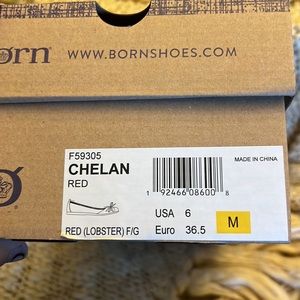 orn WWW.BORNSHOES.COM
F59305
CHELAN
RED
MADE IN CHINA
1 92466 08600 8
USA 6
RED (LOBSTER) F/G Euro 36.5 M